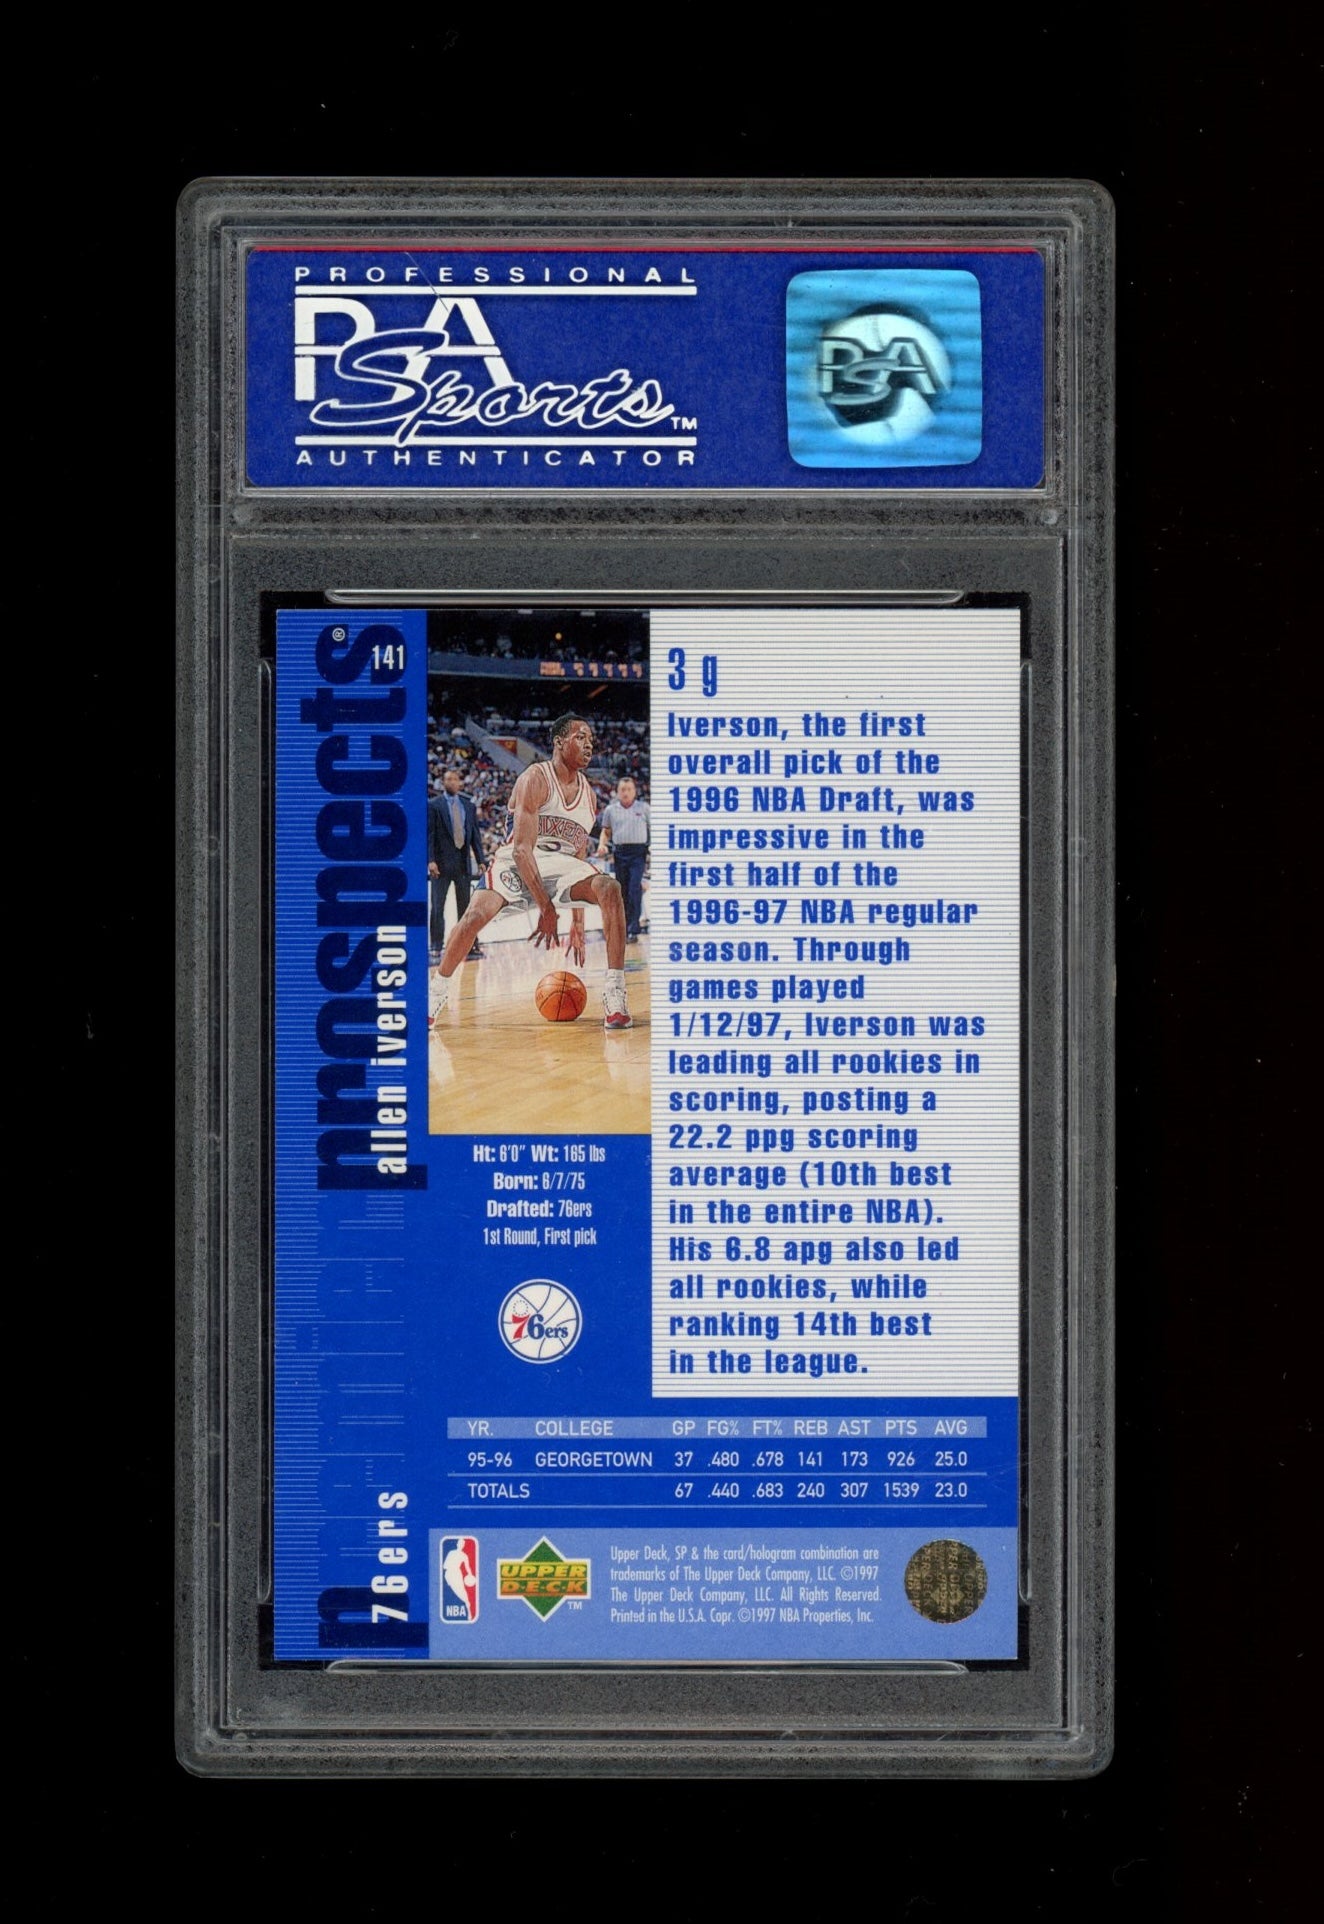 PROFESSIONAL
PSA
Sports™
AUTHENTICATOR
PSA
prospects®
141
allen iverson
76ers
SIXERS
3 g
Iverson, the first
overall pick of the
1996 NBA Draft, was
impressive in the
first half of the
1996-97 NBA regular
season. Through
games played
1/12/97, Iverson was
leading all rookies in
scoring, posting a
22.2 ppg scoring
average (10th best
in the entire NBA).
His 6.8 apg also led
all rookies, while
ranking 14th best
in the league.
Ht: 6'0" Wt: 165 lbs
Born: 6/7/75
Drafted: 76ers
1st Round, First pick
76ers
YR. COLLEGE GP FG% FT% REB AST PTS AVG
95-96 GEORGETOWN 37 .480 .678 141 173 926 25.0
TOTALS 67 .440 .683 240 307 1539 23.0
NBA
UPPER
DECK™
Upper Deck, SP & the card/hologram combination are
trademarks of The Upper Deck Company, LLC. ©1997
The Upper Deck Company, LLC. All Rights Reserved.
Printed in the U.S.A. Copr. ©1997 NBA Properties, Inc.